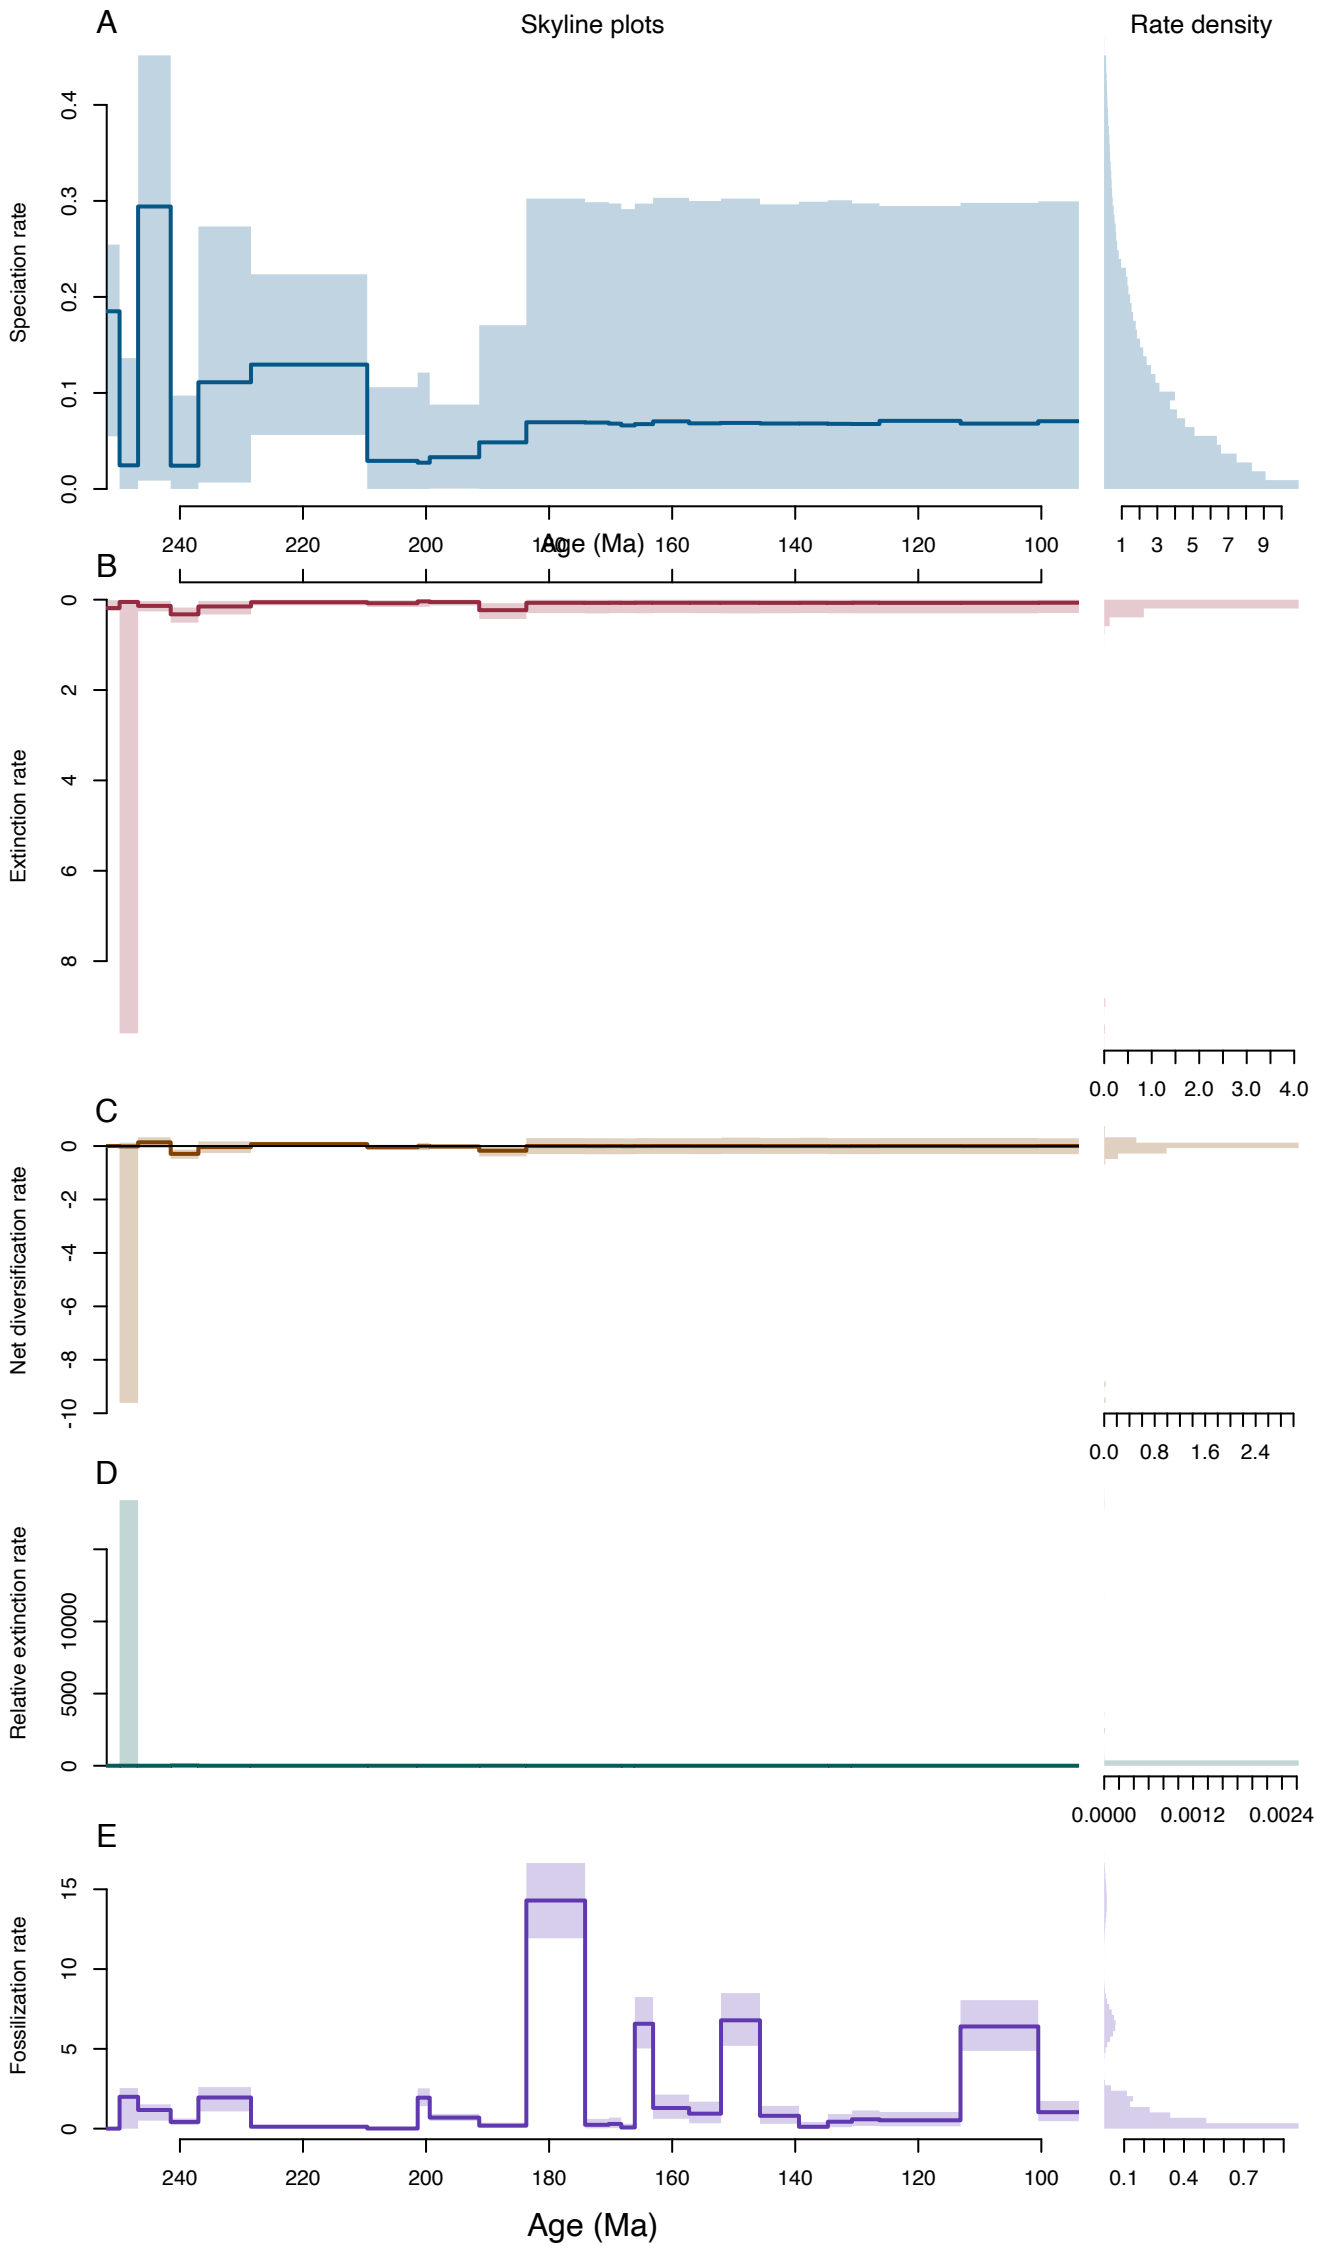 A
Skyline plots
Rate density
Speciation rate
0.4
0.3
0.2
0.1
0.0
240 220 200 180 160 140 120 100
Age (Ma)
1 3 5 7 9
B
Extinction rate
0
2
4
6
8
0.0 1.0 2.0 3.0 4.0
C
Net diversification rate
0
-2
-4
-6
-8
-10
0.0 0.8 1.6 2.4
D
Relative extinction rate
10000
5000
0
0.0000 0.0012 0.0024
E
Fossilization rate
15
10
5
0
240 220 200 180 160 140 120 100
0.1 0.4 0.7
Age (Ma)